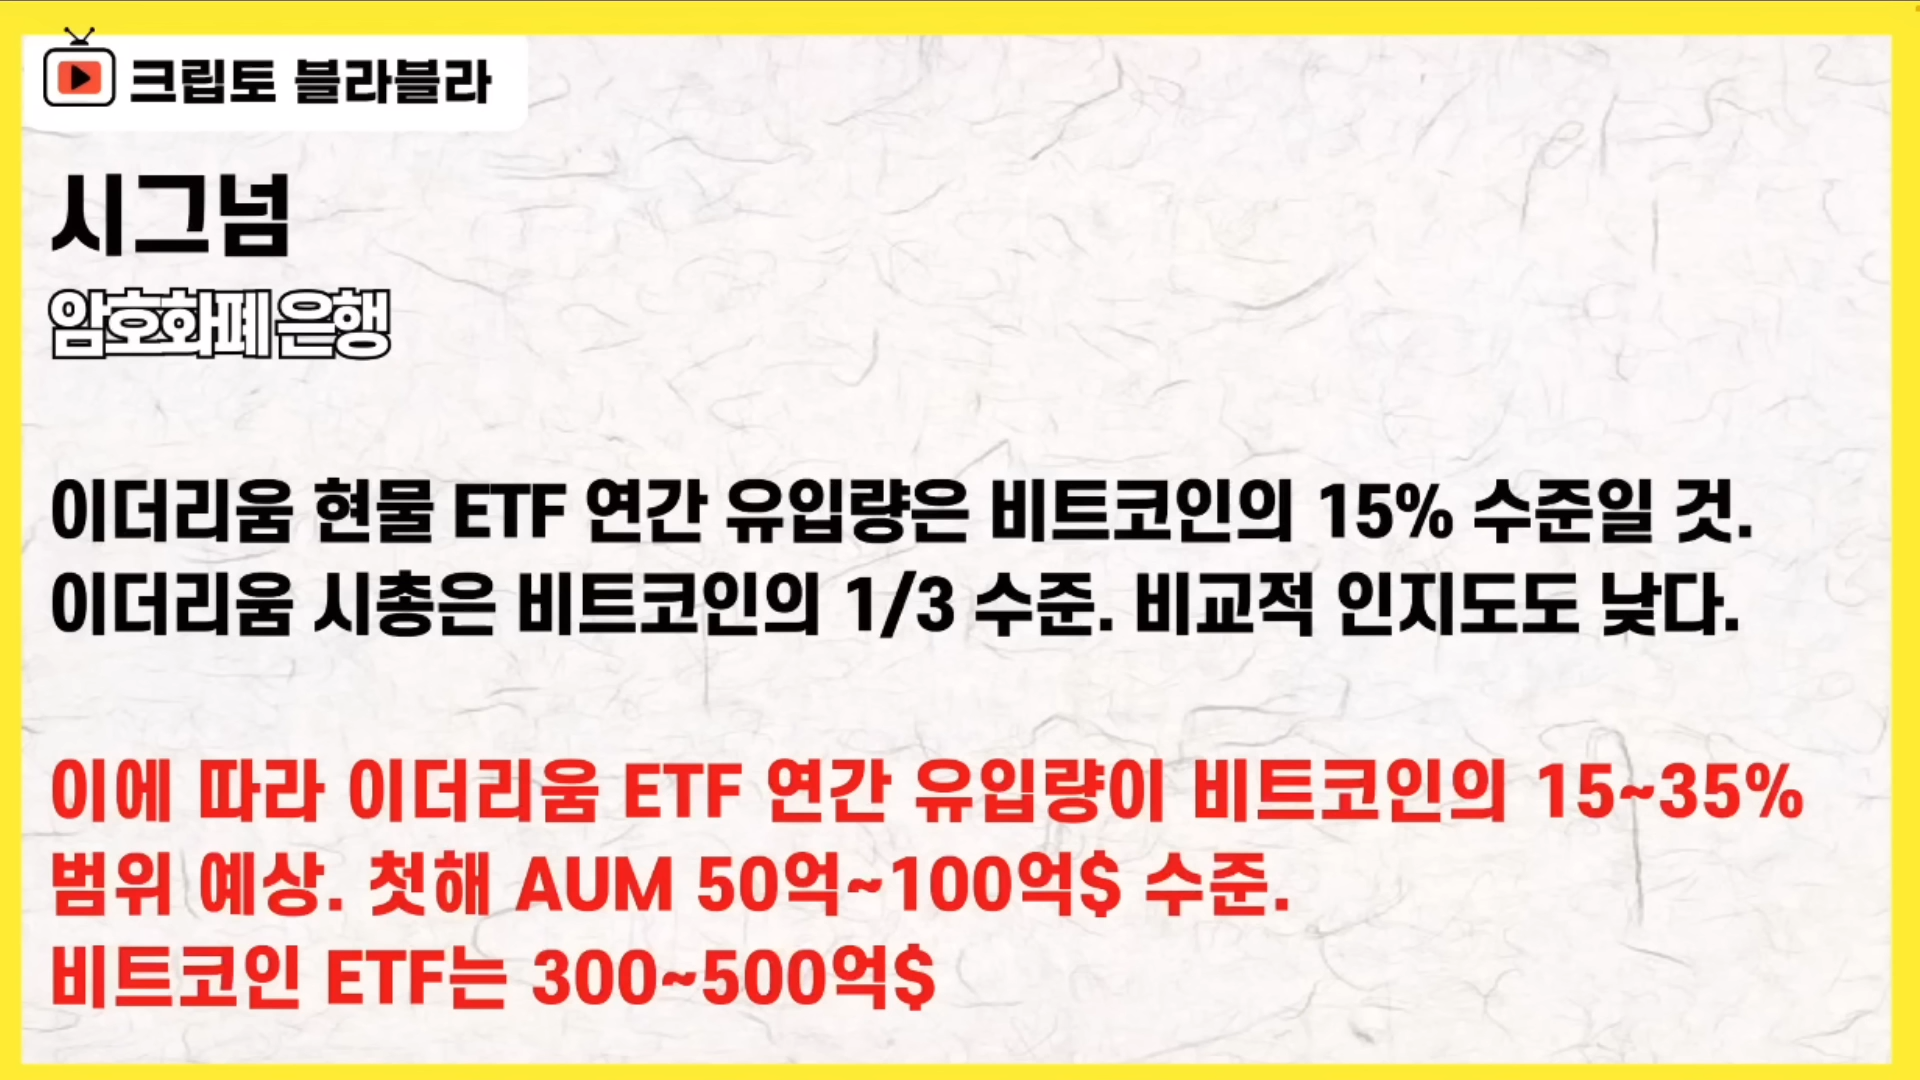 크립토 블라블라
시그넘
암호화폐 은행
이더리움 현물 ETF 연간 유입량은 비트코인의 15% 수준일 것.
이더리움 시총은 비트코인의 1/3 수준. 비교적 인지도도 낮다.
이에 따라 이더리움 ETF 연간 유입량이 비트코인의 15~35%
범위 예상. 첫해 AUM 50억~100억$ 수준.
비트코인 ETF는 300~500억$